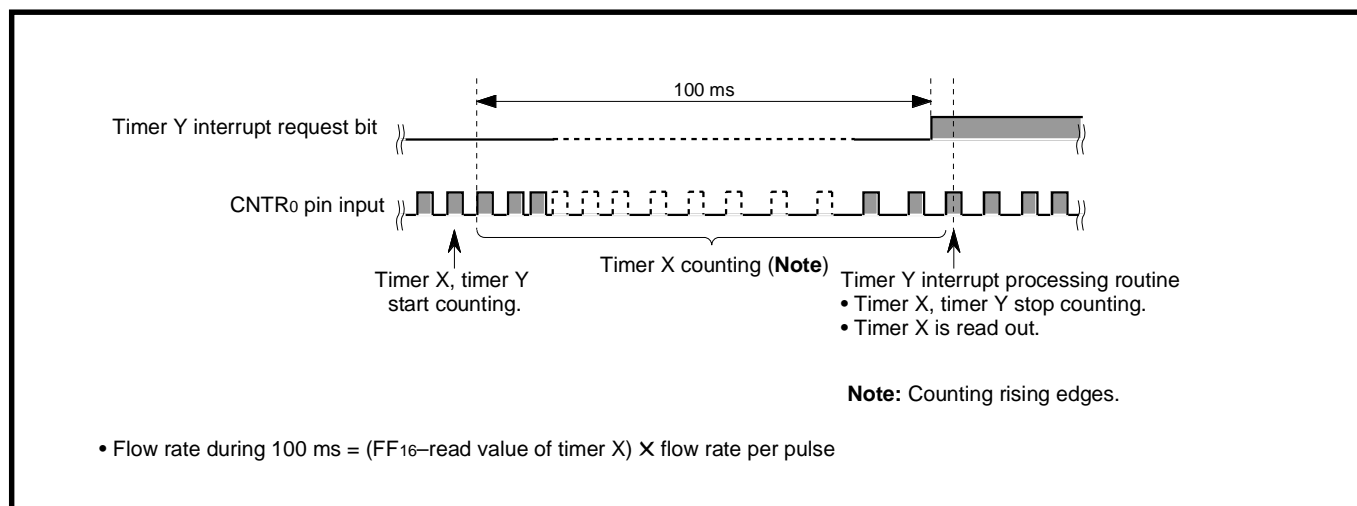 100 ms
Timer Y interrupt request bit
CNTR0 pin input
Timer X counting (Note)
Timer X, timer Y
start counting.
Timer Y interrupt processing routine
• Timer X, timer Y stop counting.
• Timer X is read out.
Note: Counting rising edges.
• Flow rate during 100 ms = (FF16–read value of timer X) ✕ flow rate per pulse